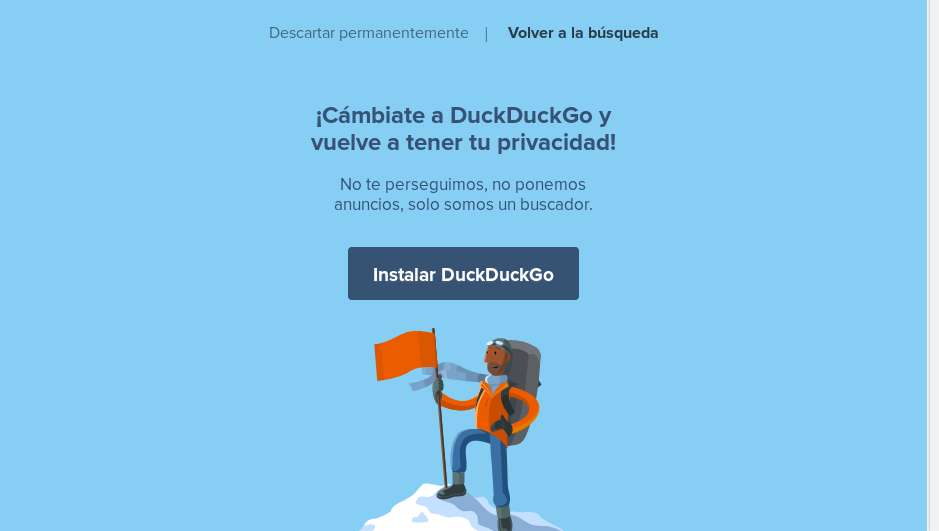 Descartar permanentemente | Volver a la búsqueda
¡Cámbiate a DuckDuckGo y
vuelve a tener tu privacidad!
No te perseguimos, no ponemos
anuncios, solo somos un buscador.
Instalar DuckDuckGo